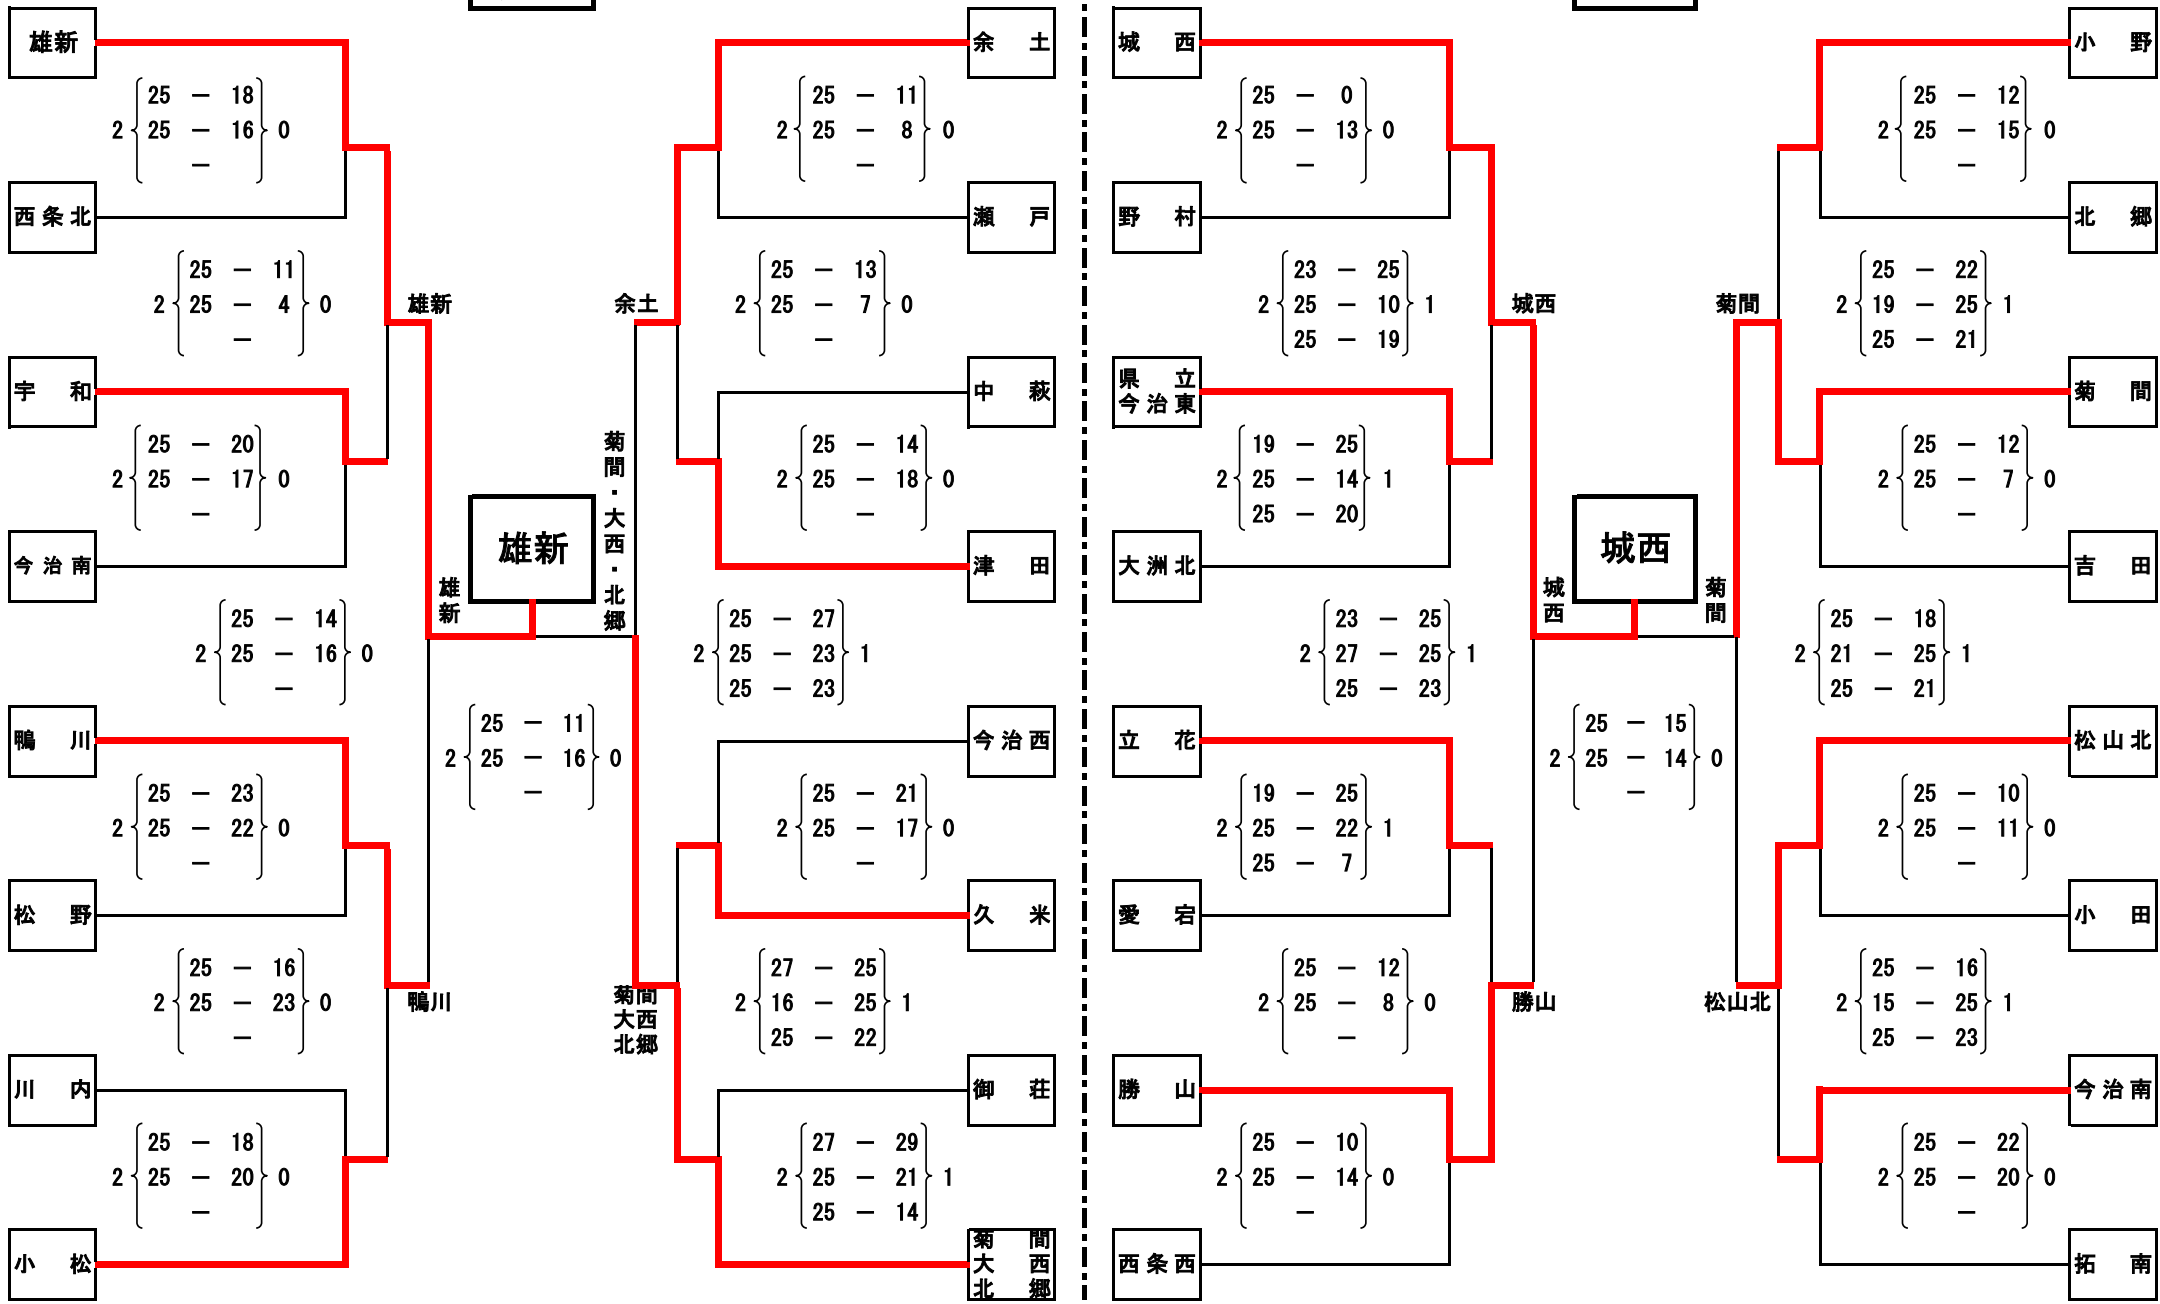 雄新
25 － 18
2 25 － 16 0
－
西条北
25 － 11
2 25 － 4 0
－
雄新
宇和
25 － 20
2 25 － 17 0
－
今治南
雄新
25 － 14
2 25 － 16 0
－
鴨川
25 － 23
2 25 － 22 0
－
松野
25 － 16
2 25 － 23 0
－
鴨川
川内
25 － 18
2 25 － 20 0
－
小松
雄新
25 － 11
2 25 － 16 0
－
余土
25 － 11
2 25 － 8 0
－
瀬戸
余土
25 － 13
2 25 － 7 0
－
中萩
25 － 14
2 25 － 18 0
－
津田
菊間・大西・北郷
25 － 27
2 25 － 23 1
25 － 23
今治西
25 － 21
2 25 － 17 0
－
久米
菊間
大西
北郷
27 － 25
2 16 － 25 1
25 － 22
御荘
27 － 29
2 25 － 21 1
25 － 14
菊間
大西
北郷
城西
25 － 0
2 25 － 13 0
－
野村
23 － 25
2 25 － 10 1
25 － 19
城西
県立
今治東
19 － 25
2 25 － 14 1
25 － 20
大洲北
城西
23 － 25
2 27 － 25 1
25 － 23
立花
19 － 25
2 25 － 22 1
25 － 7
愛宕
25 － 12
2 25 － 8 0
－
勝山
勝山
25 － 10
2 25 － 14 0
－
西条西
城西
25 － 15
2 25 － 14 0
－
小野
25 － 12
2 25 － 15 0
－
北郷
菊間
25 － 22
2 19 － 25 1
25 － 21
菊間
25 － 12
2 25 － 7 0
－
吉田
菊間
25 － 18
2 21 － 25 1
25 － 21
松山北
25 － 10
2 25 － 11 0
－
小田
松山北
25 － 16
2 15 － 25 1
25 － 23
今治南
25 － 22
2 25 － 20 0
－
拓南